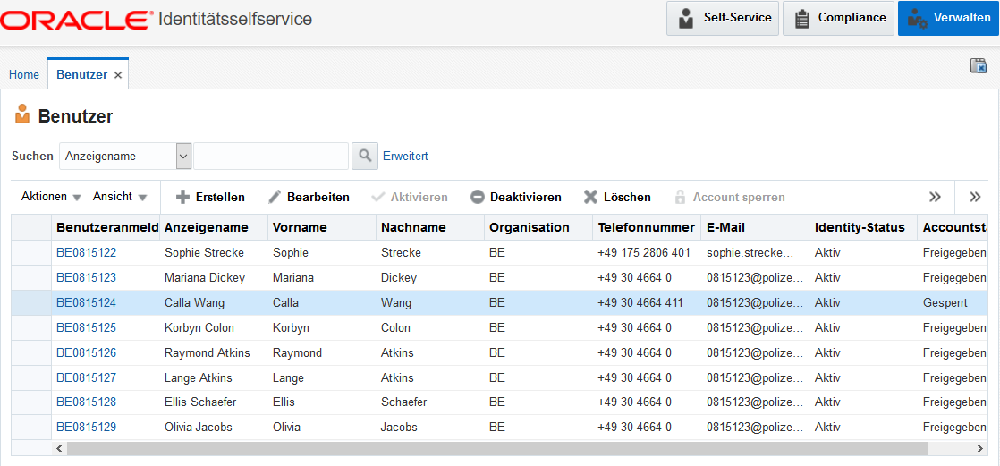 ORACLE® Identitätsselfservice Self-Service Compliance Verwalten
Home Benutzer ×
Benutzer
Suchen Anzeigename Erweitert
Aktionen Ansicht Erstellen Bearbeiten Aktivieren Deaktivieren Löschen Account sperren
Benutzeranmeld Anzeigename Vorname Nachname Organisation Telefonnummer E-Mail Identity-Status Accountsta
BE0815122 Sophie Strecke Sophie Strecke BE +49 175 2806 401 sophie.strecke... Aktiv Freigegeben
BE0815123 Mariana Dickey Mariana Dickey BE +49 30 4664 0 0815123@polize... Aktiv Freigegeben
BE0815124 Calla Wang Calla Wang BE +49 30 4664 411 0815123@polize... Aktiv Gesperrt
BE0815125 Korbyn Colon Korbyn Colon BE +49 30 4664 0 0815123@polize... Aktiv Freigegeben
BE0815126 Raymond Atkins Raymond Atkins BE +49 30 4664 0 0815123@polize... Aktiv Freigegeben
BE0815127 Lange Atkins Lange Atkins BE +49 30 4664 0 0815123@polize... Aktiv Freigegeben
BE0815128 Ellis Schaefer Ellis Schaefer BE +49 30 4664 0 0815123@polize... Aktiv Freigegeben
BE0815129 Olivia Jacobs Olivia Jacobs BE +49 30 4664 0 0815123@polize... Aktiv Freigegeben